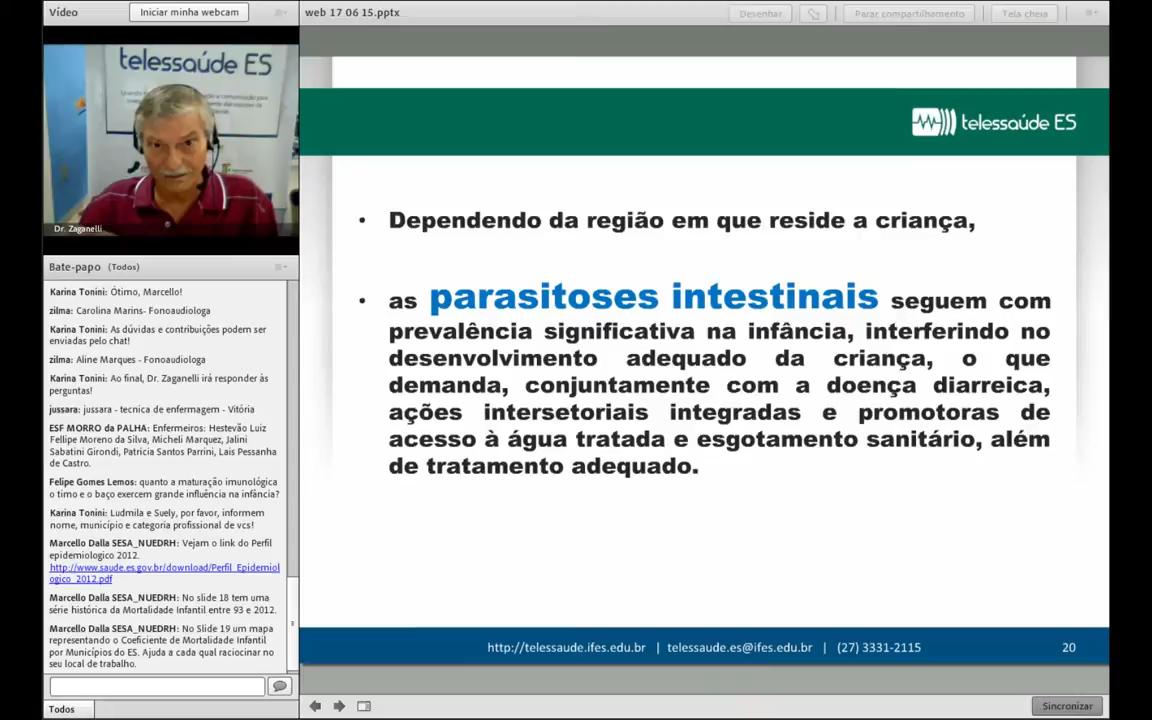 Vídeo
Iniciar minha webcam
web 17 06 15.pptx
Desenhar
Parar compartilhamento
Tela cheia
telessaúde ES
Dr. Zaganelli
Bate-papo (Todos)
Karina Tonini: Ótimo, Marcello!
zilma: Carolina Marins- Fonoaudiologa
Karina Tonini: As dúvidas e contribuições podem ser
enviadas pelo chat!
zilma: Aline Marques - Fonoaudiologa
Karina Tonini: Ao final, Dr. Zaganelli irá responder às
perguntas!
jussara: jussara - tecnica de enfermagem - Vitória
ESF MORRO da PALHA: Enfermeiros: Hestevão Luiz
Fellipe Moreno da Silva, Micheli Marquez, Jalini
Sabatini Girondi, Patricia Santos Parrini, Lais Pessanha
de Castro.
Felipe Gomes Lemos: quanto a maturação imunológica
o timo e o baço exercem grande influência na infância?
Karina Tonini: Ludmila e Suely, por favor, informem
nome, município e categoria profissional de vcs!
Marcello Dalla SESA_NUEDRH: Vejam o link do Perfil
epidemiologico 2012.
http://www.saude.es.gov.br/download/Perfil_Epidemiol
ogico_2012.pdf
Marcello Dalla SESA_NUEDRH: No slide 18 tem uma
série histórica da Mortalidade Infantil entre 93 e 2012.
Marcello Dalla SESA_NUEDRH: No Slide 19 um mapa
representando o Coeficiente de Mortalidade Infantil
por Municípios do ES. Ajuda a cada qual raciocinar no
seu local de trabalho.
Todos
telessaúde ES
• Dependendo da região em que reside a criança,
• as parasitoses intestinais seguem com
prevalência significativa na infância, interferindo no
desenvolvimento adequado da criança, o que
demanda, conjuntamente com a doença diarreica,
ações intersetoriais integradas e promotoras de
acesso à água tratada e esgotamento sanitário, além
de tratamento adequado.
http://telessaude.ifes.edu.br | telessaude.es@ifes.edu.br | (27) 3331-2115
20
Sincronizar